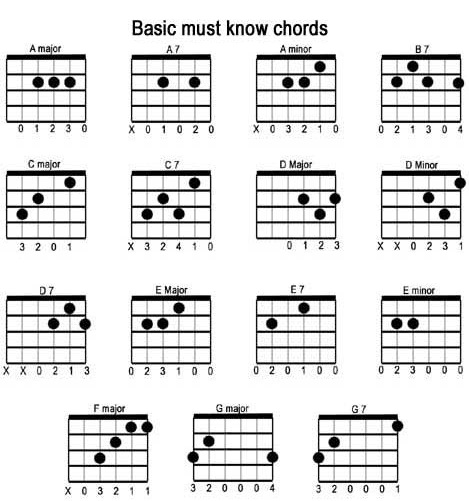 Basic must know chords
A major A 7 A minor B 7
0 1 2 3 0 X 0 1 0 2 0 X 0 3 2 1 0 0 2 1 3 0 4
C major C 7 D Major D Minor
3 2 0 1 X 3 2 4 1 0 0 1 2 3 X X 0 2 3 1
D 7 E Major E 7 E minor
X X 0 2 1 3 0 2 3 1 0 0 0 2 0 1 0 0 0 2 3 0 0 0
F major G major G 7
X 0 3 2 1 1 3 2 0 0 0 4 3 2 0 0 0 1